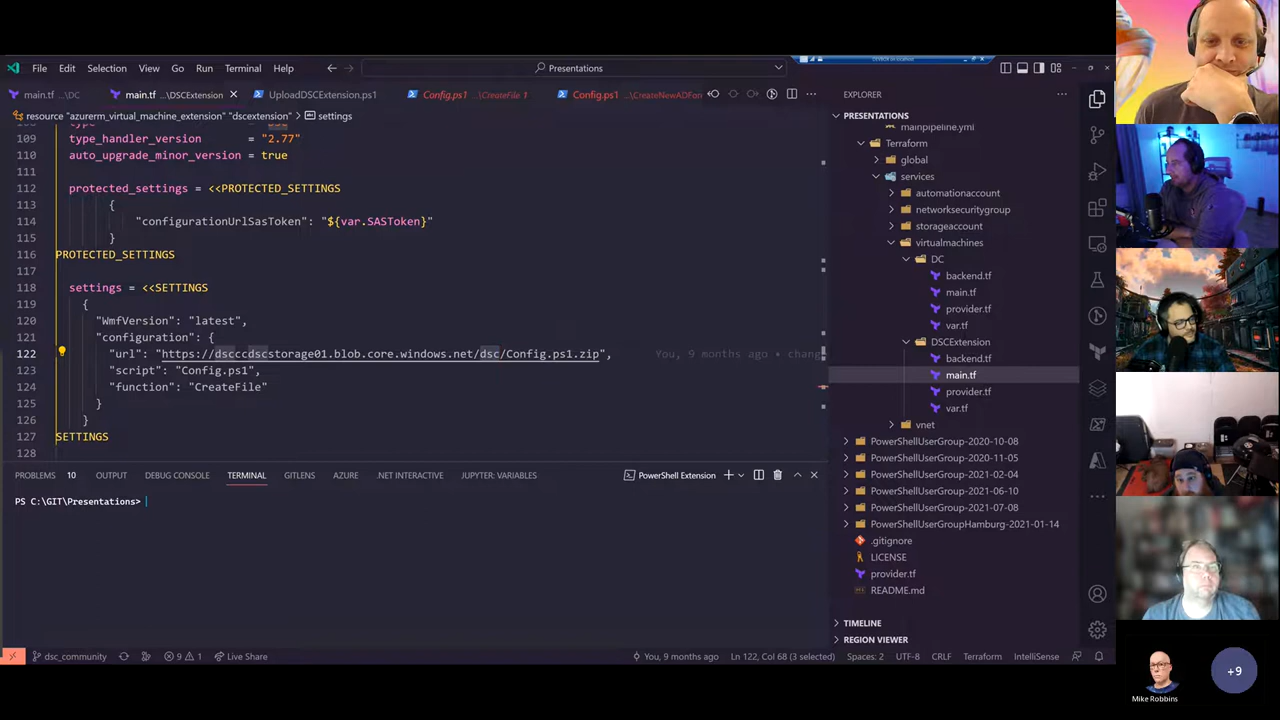 File Edit Selection View Go Run Terminal Help
Presentations
main.tf \DC
main.tf ...\DSCExtension
UploadDSCExtension.ps1
Config.ps1 ...\CreateFile 1
Config.ps1 ...\CreateNewADFor
resource "azurerm_virtual_machine_extension" "dscextension" settings
109 type_handler_version = "2.77"
110 auto_upgrade_minor_version = true
111
112 protected_settings = <<PROTECTED_SETTINGS
113 {
114 "configurationUrlSasToken": "${var.SASToken}"
115 }
116 PROTECTED_SETTINGS
117
118 settings = <<SETTINGS
119 {
120 "WmfVersion": "latest",
121 "configuration": {
122 "url": "https://dscccdscstorage01.blob.core.windows.net/dsc/Config.ps1.zip", You, 9 months ago • chang
123 "script": "Config.ps1",
124 "function": "CreateFile"
125 }
126 }
127 SETTINGS
128
PROBLEMS 10 OUTPUT DEBUG CONSOLE TERMINAL GITLENS AZURE .NET INTERACTIVE JUPYTER: VARIABLES
PowerShell Extension
PS C:\GIT\Presentations>
EXPLORER
PRESENTATIONS
mainpipeline.yml
Terraform
global
services
automationaccount
networksecuritygroup
storageaccount
virtualmachines
DC
backend.tf
main.tf
provider.tf
var.tf
DSCExtension
backend.tf
main.tf
provider.tf
var.tf
vnet
PowerShellUserGroup-2020-10-08
PowerShellUserGroup-2020-11-05
PowerShellUserGroup-2021-02-04
PowerShellUserGroup-2021-06-10
PowerShellUserGroup-2021-07-08
PowerShellUserGroupHamburg-2021-01-14
.gitignore
LICENSE
provider.tf
README.md
TIMELINE
REGION VIEWER
dsc_community 9 1 Live Share
You, 9 months ago Ln 122, Col 68 (3 selected) Spaces: 2 UTF-8 CRLF Terraform IntelliSense
Mike Robbins
+9